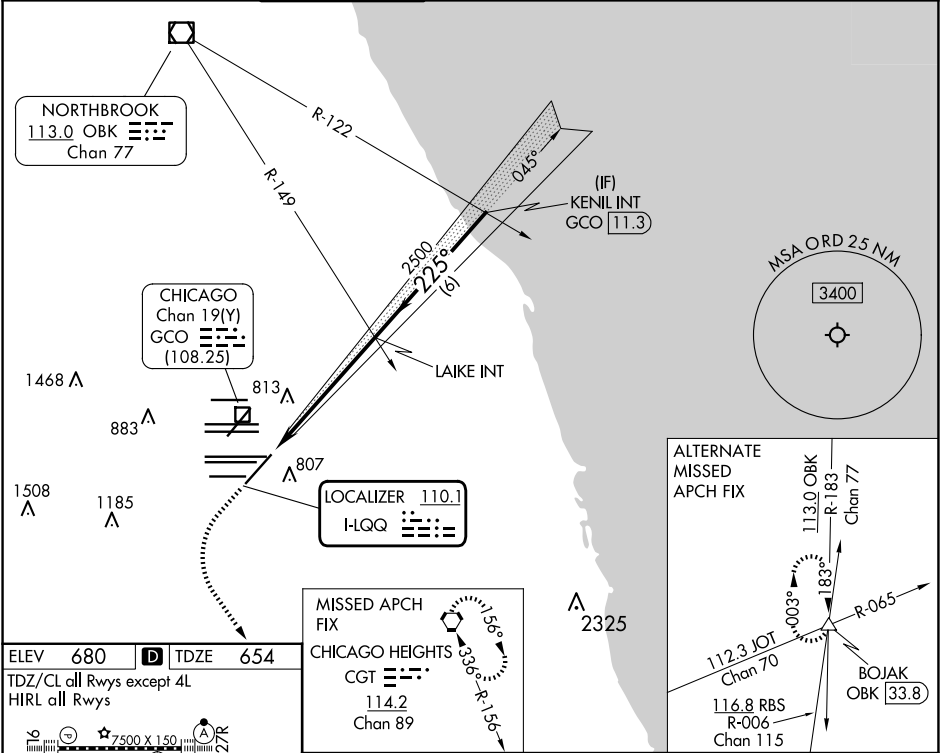 NORTHBROOK
113.0 OBK
Chan 77
R-122
R-149
045°
(IF)
KENIL INT
GCO 11.3
2500
225°
(6)
MSA ORD 25 NM
3400
CHICAGO
Chan 19(Y)
GCO
(108.25)
LAIKE INT
1468
813
883
807
1508
1185
LOCALIZER 110.1
I-LQQ
2325
MISSED APCH
FIX
CHICAGO HEIGHTS
CGT
114.2
Chan 89
156°
336°
R-156
ALTERNATE
MISSED
APCH FIX
113.0 OBK
R-183
Chan 77
003°
183°
R-065
112.3 JOT
Chan 70
BOJAK
OBK 33.8
116.8 RBS
R-006
Chan 115
ELEV 680 D TDZE 654
TDZ/CL all Rwys except 4L
HIRL all Rwys
P
7500 X 150
A
27R